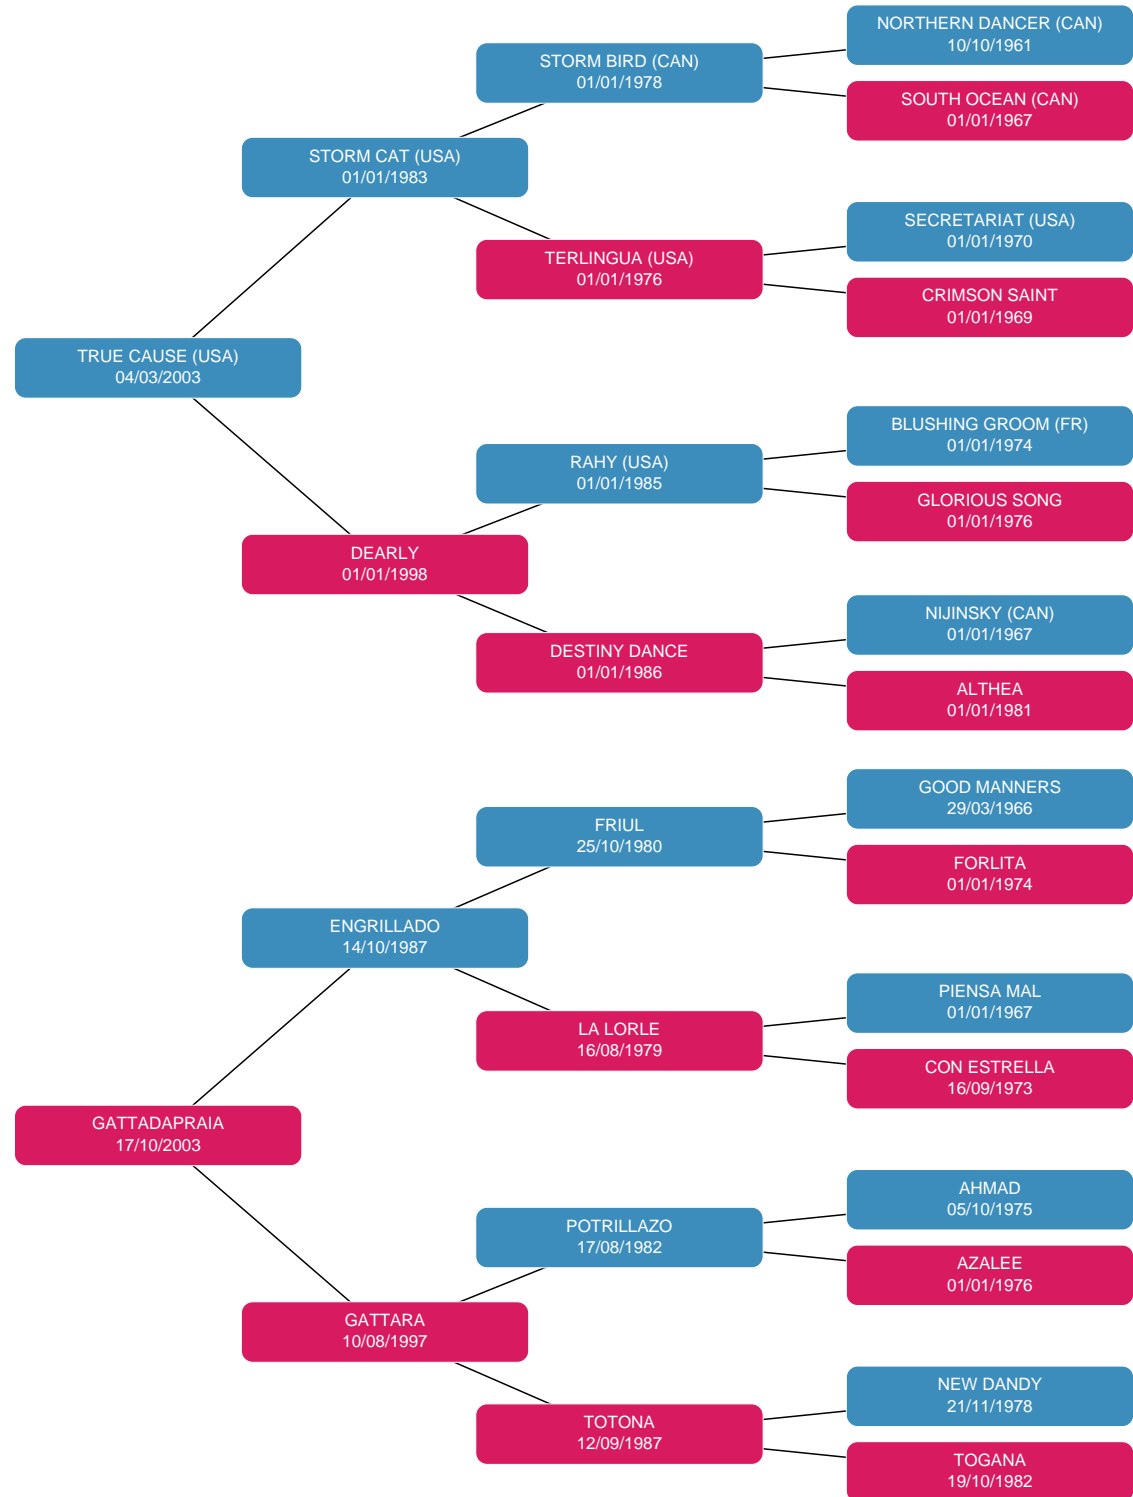 NORTHERN DANCER (CAN)
10/10/1961
STORM BIRD (CAN)
01/01/1978
SOUTH OCEAN (CAN)
01/01/1967
STORM CAT (USA)
01/01/1983
SECRETARIAT (USA)
01/01/1970
TERLINGUA (USA)
01/01/1976
CRIMSON SAINT
01/01/1969
TRUE CAUSE (USA)
04/03/2003
BLUSHING GROOM (FR)
01/01/1974
RAHY (USA)
01/01/1985
GLORIOUS SONG
01/01/1976
DEARLY
01/01/1998
NIJINSKY (CAN)
01/01/1967
DESTINY DANCE
01/01/1986
ALTHEA
01/01/1981
GOOD MANNERS
29/03/1966
FRIUL
25/10/1980
FORLITA
01/01/1974
ENGRILLADO
14/10/1987
PIENSA MAL
01/01/1967
LA LORLE
16/08/1979
CON ESTRELLA
16/09/1973
GATTADAPRAIA
17/10/2003
AHMAD
05/10/1975
POTRILLAZO
17/08/1982
AZALEE
01/01/1976
GATTARA
10/08/1997
NEW DANDY
21/11/1978
TOTONA
12/09/1987
TOGANA
19/10/1982